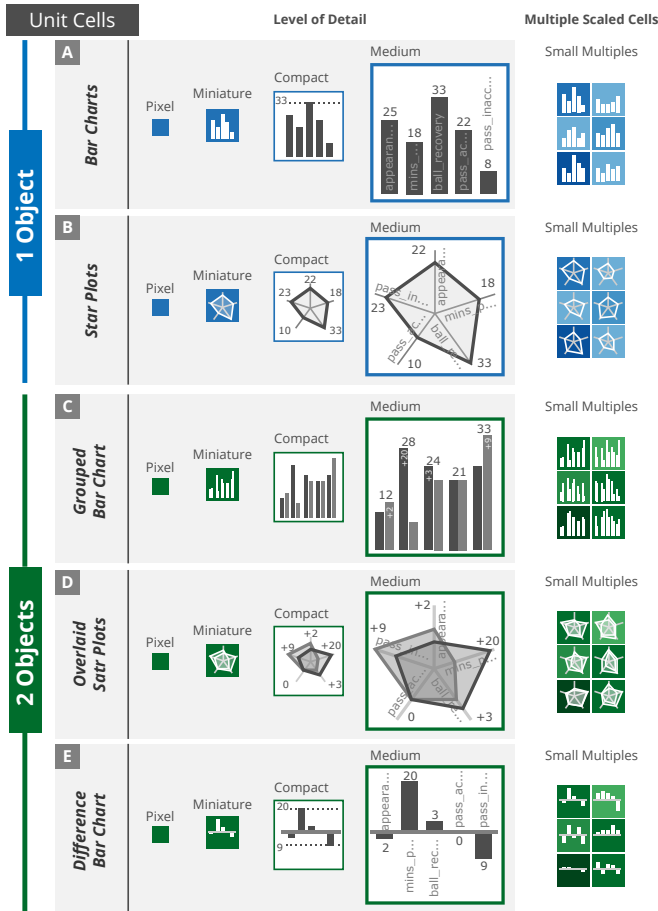 Unit Cells
Level of Detail
Multiple Scaled Cells
1 Object
2 Objects
A
Bar Charts
Pixel
Miniature
Compact
33
Medium
25
18
33
22
8
appearan...
mins_...
ball_recovery
pass_ac...
pass_inacc...
Small Multiples
B
Star Plots
Pixel
Miniature
Compact
22
23
18
10
33
Medium
22
18
23
10
33
appeara...
mins_p...
ball_r...
pass_ac...
pass_in...
Small Multiples
C
Grouped
Bar Chart
Pixel
Miniature
Compact
Medium
12
28
24
21
33
+2
+20
+3
+9
Small Multiples
D
Overlaid
Satr Plots
Pixel
Miniature
Compact
+2
+9
+20
0
+3
Medium
+2
+9
+20
0
+3
appeara...
mins_p...
pass_ac...
pass_in...
Small Multiples
E
Difference
Bar Chart
Pixel
Miniature
Compact
20
9
Medium
20
3
2
0
9
appeara...
mins_p...
ball_rec...
pass_ac...
pass_in...
Small Multiples